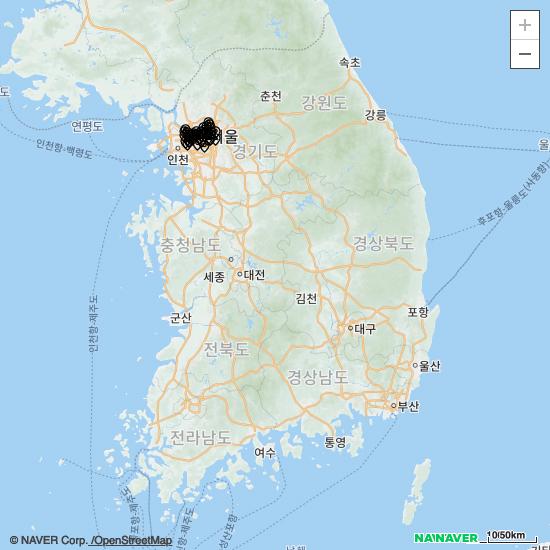 +
−
속초
춘천
강원도
강릉
연평도
울
인천항-백령도
인천
경기도
후포항-울릉도(사동항)
충청남도
경상북도
세종
대전
김천
인천항-제주도
군산
포항
전북도
대구
경상남도
울산
부산
전라남도
여수
통영
© NAVER Corp. /OpenStreetMap
NAVER
10/50km